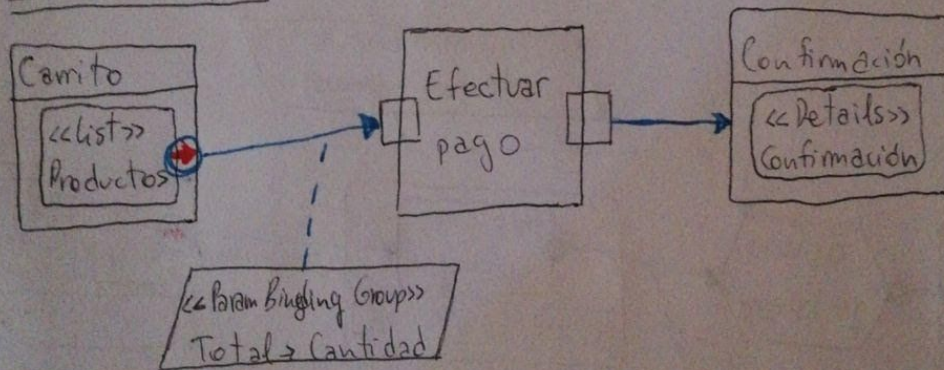 Carrito
<<List>>
Productos
Efectuar
pago
Confirmación
<<Details>>
Confirmación
<<Param Binding Group>>
Total → Cantidad